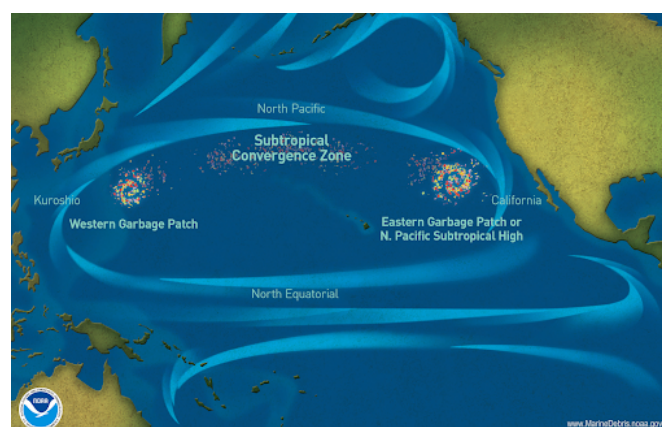 North Pacific
Subtropical
Convergence Zone
Kuroshio
California
Western Garbage Patch
Eastern Garbage Patch or
N. Pacific Subtropical High
North Equatorial
NOAA
www.MarineDebris.noaa.gov